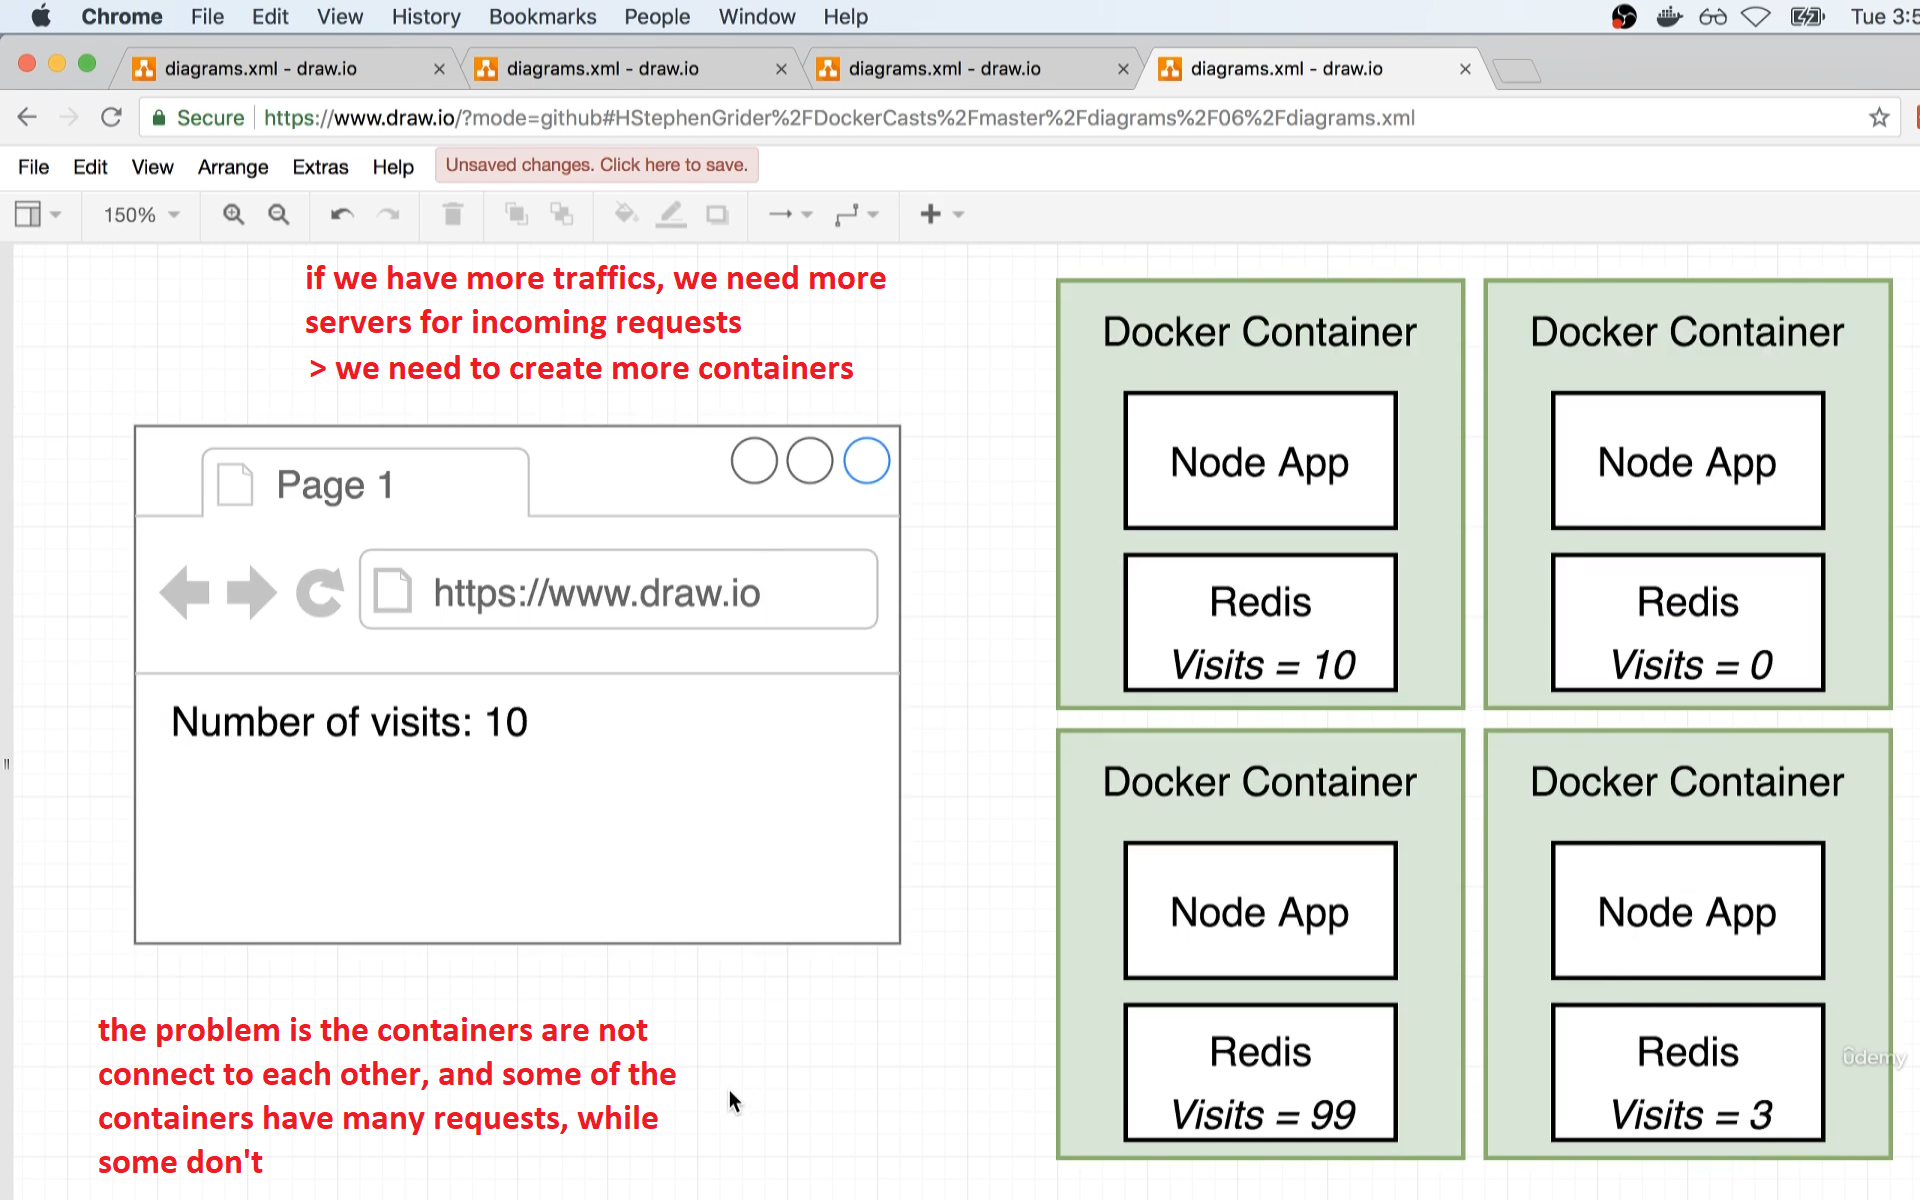 Chrome File Edit View History Bookmarks People Window Help Tue 3:5
diagrams.xml - draw.io diagrams.xml - draw.io diagrams.xml - draw.io diagrams.xml - draw.io
Secure https://www.draw.io/?mode=github#HStephenGrider%2FDockerCasts%2Fmaster%2Fdiagrams%2F06%2Fdiagrams.xml
File Edit View Arrange Extras Help Unsaved changes. Click here to save.
150%
if we have more traffics, we need more
servers for incoming requests
> we need to create more containers
Page 1
https://www.draw.io
Number of visits: 10
the problem is the containers are not
connect to each other, and some of the
containers have many requests, while
some don't
Docker Container
Node App
Redis
Visits = 10
Docker Container
Node App
Redis
Visits = 0
Docker Container
Node App
Redis
Visits = 99
Docker Container
Node App
Redis
Visits = 3
ûdemy